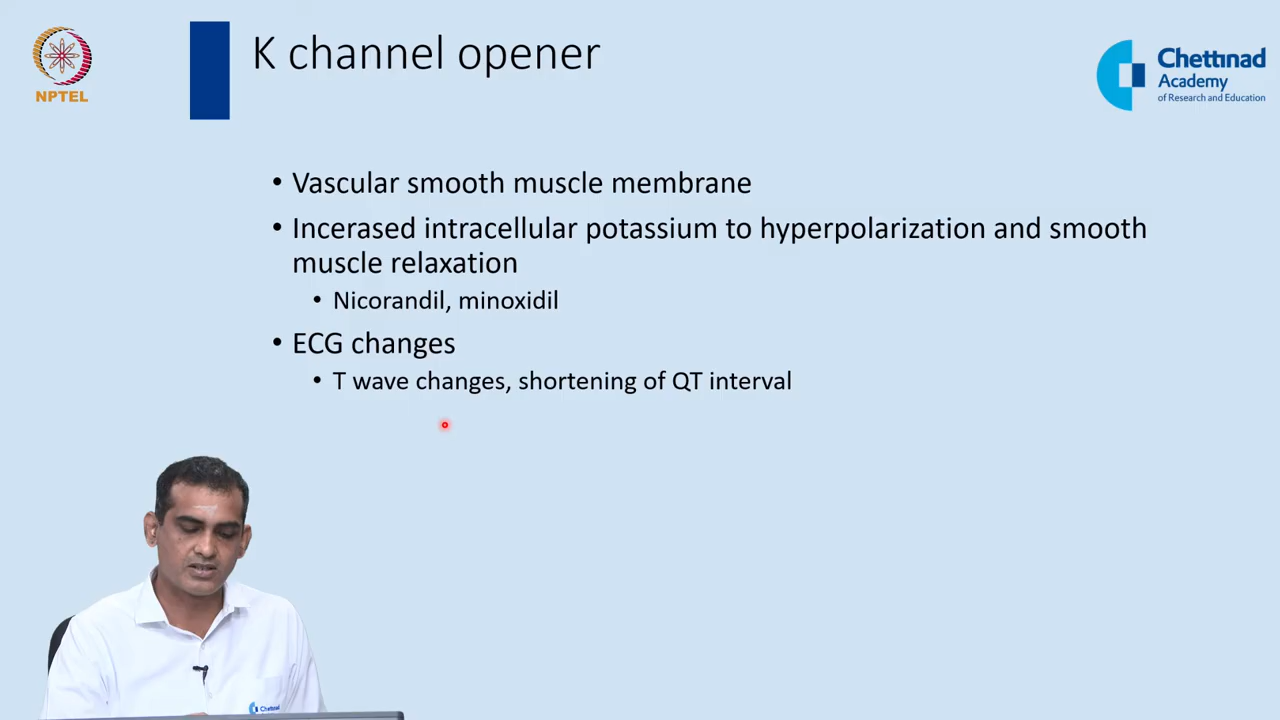 NPTEL
K channel opener
Chettinad
Academy
of Research and Education
• Vascular smooth muscle membrane
• Incerased intracellular potassium to hyperpolarization and smooth
muscle relaxation
• Nicorandil, minoxidil
• ECG changes
• T wave changes, shortening of QT interval